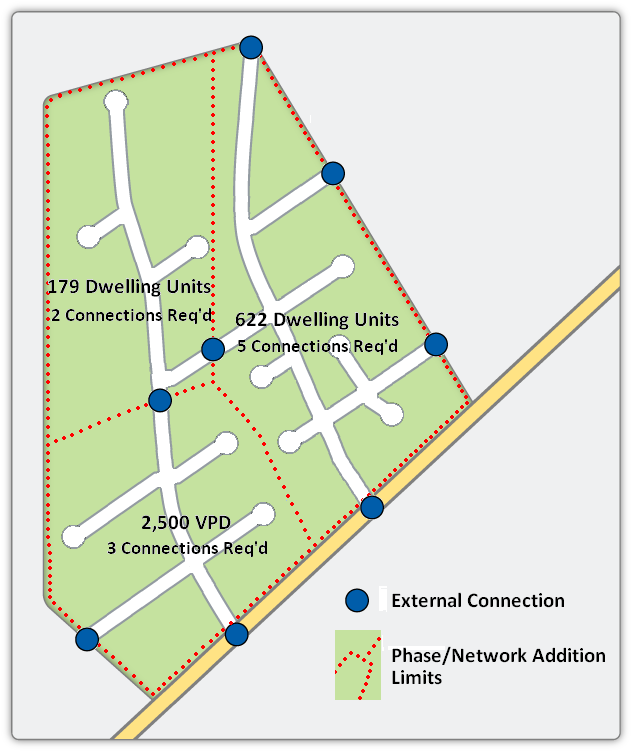 179 Dwelling Units
2 Connections Req'd
622 Dwelling Units
5 Connections Req'd
2,500 VPD
3 Connections Req'd
External Connection
Phase/Network Addition
Limits